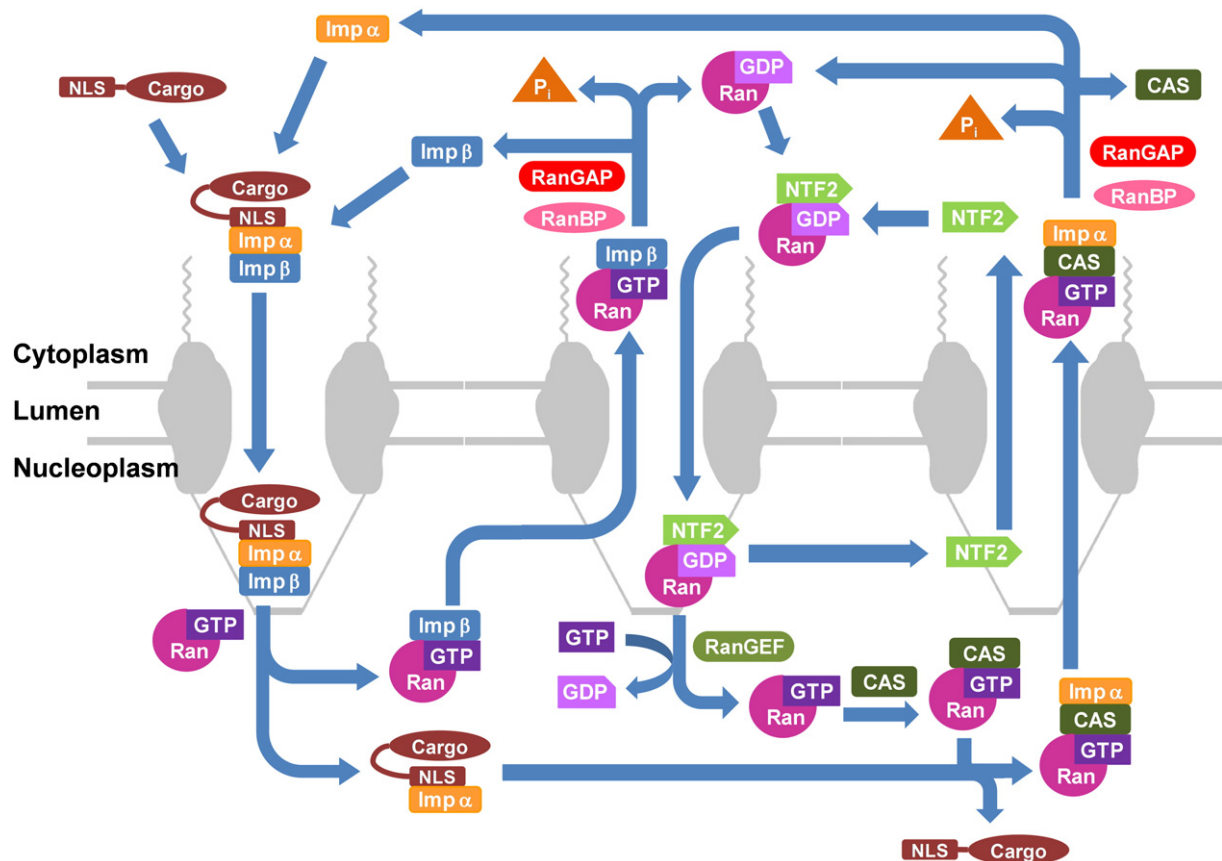 Imp α
NLS
Cargo
GDP
Ran
Pi
CAS
Pi
Imp β
RanGAP
RanBP
RanGAP
RanBP
Cargo
NLS
Imp α
Imp β
NTF2
GDP
Ran
NTF2
Imp β
GTP
Ran
Imp α
CAS
GTP
Ran
Cytoplasm
Lumen
Nucleoplasm
Cargo
NLS
Imp α
Imp β
NTF2
GDP
Ran
NTF2
GTP
Ran
Imp β
GTP
Ran
GTP
GDP
RanGEF
GTP
Ran
CAS
CAS
GTP
Ran
Imp α
CAS
GTP
Ran
Cargo
NLS
Imp α
NLS
Cargo